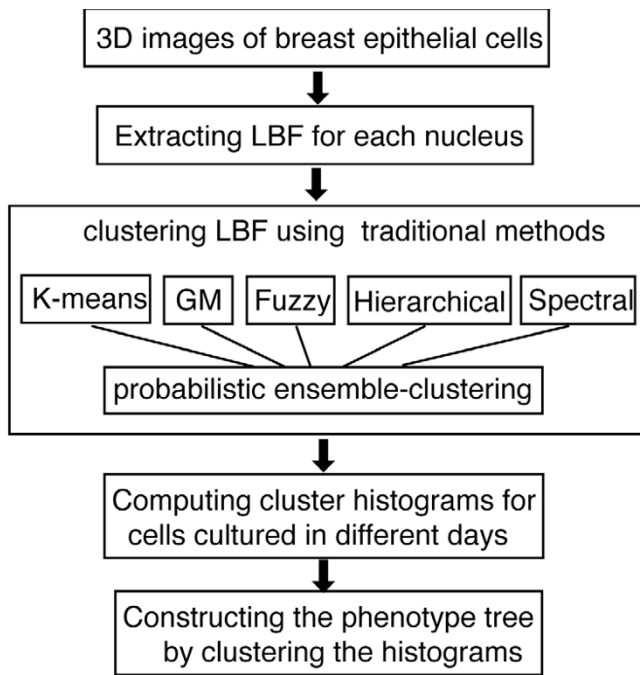 3D images of breast epithelial cells
Extracting LBF for each nucleus
clustering LBF using traditional methods
K-means GM Fuzzy Hierarchical Spectral
probabilistic ensemble-clustering
Computing cluster histograms for
cells cultured in different days
Constructing the phenotype tree
by clustering the histograms